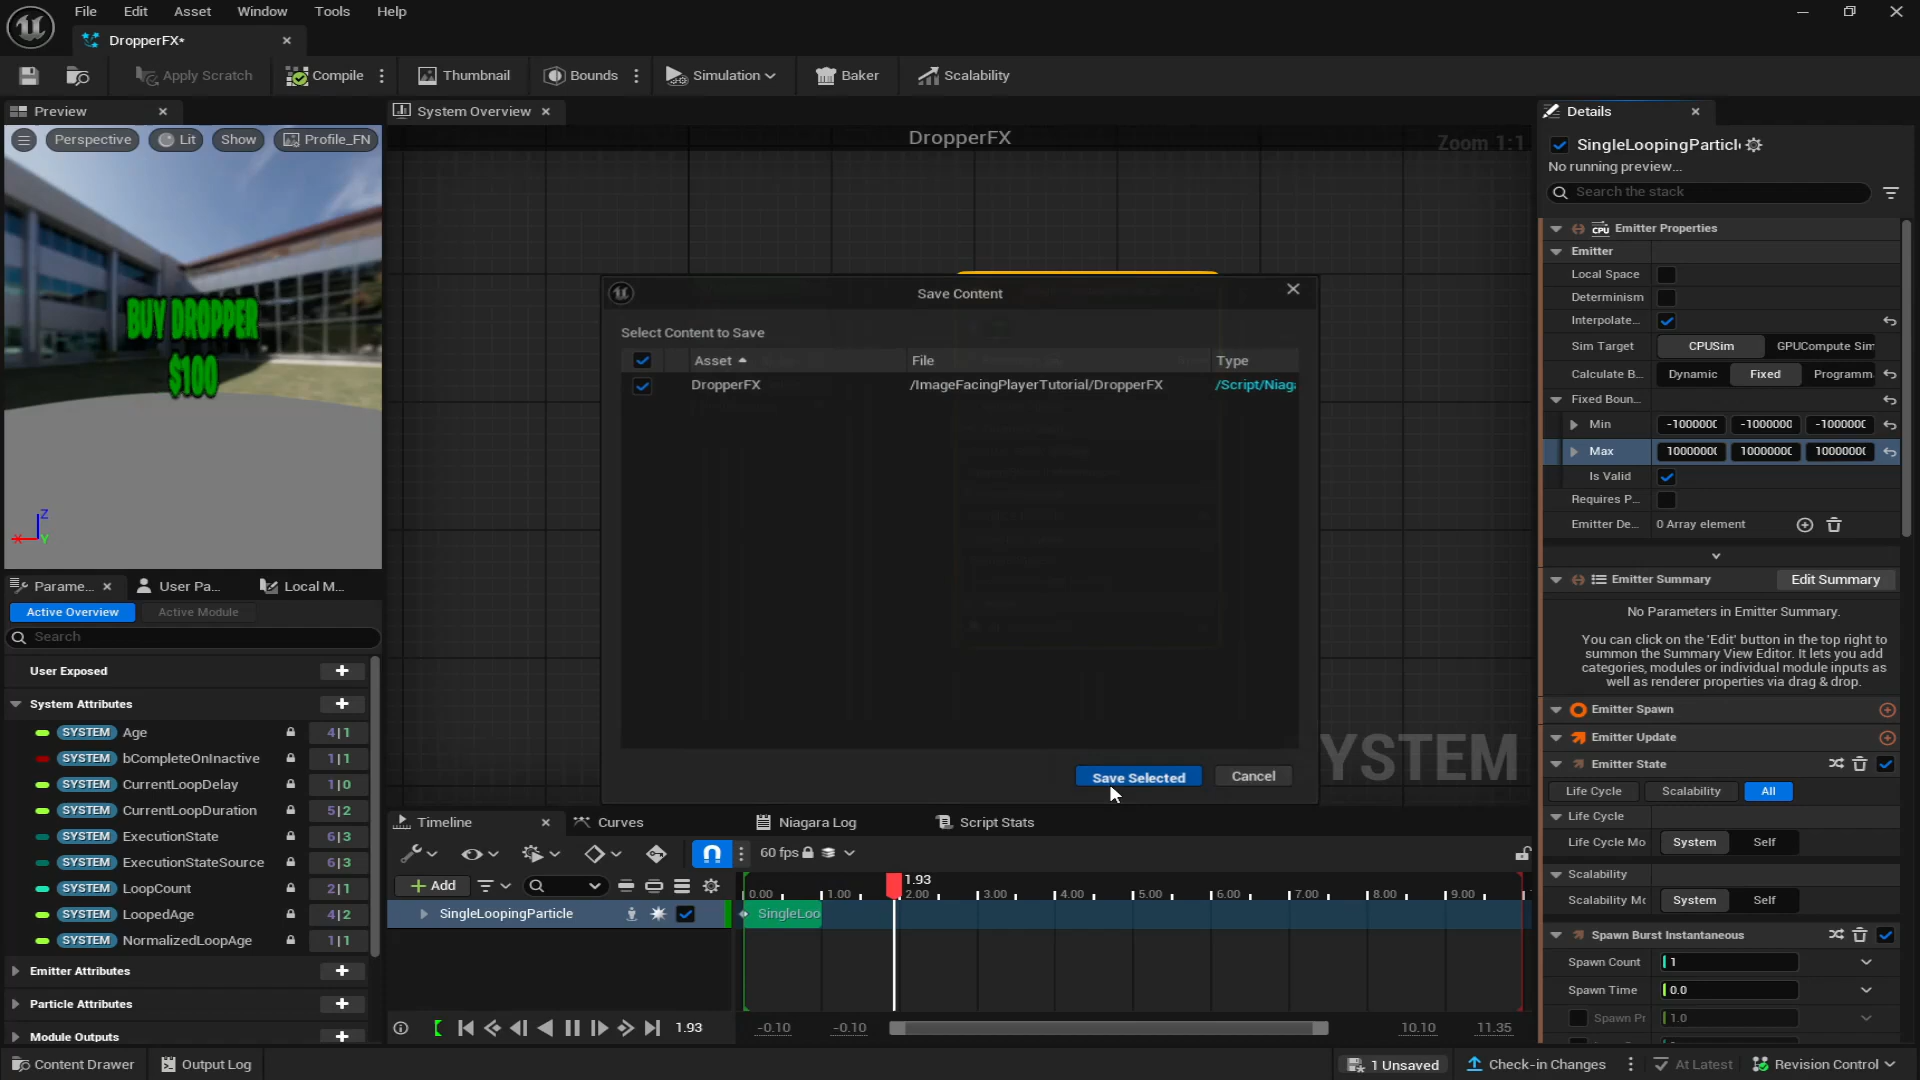 File Edit Asset Window Tools Help
DropperFX*
Apply Scratch Compile Thumbnail Bounds Simulation Baker Scalability
Preview System Overview Details
Perspective Lit Show Profile_FN
DropperFX
Zoom 1:1
SingleLoopingParticl
No running preview...
Search the stack
Emitter Properties
Emitter
Local Space
Determinism
Interpolate...
Sim Target CPUSim GPUCompute Sim
Calculate B... Dynamic Fixed Programm
Fixed Boun...
Min -1000000 -1000000 -1000000
Max 10000000 10000000 10000000
Is Valid
Requires P...
Emitter De... 0 Array element
Emitter Summary Edit Summary
No Parameters in Emitter Summary.
You can click on the 'Edit' button in the top right to
summon the Summary View Editor. It lets you add
categories, modules or individual module inputs as
well as renderer properties via drag & drop.
Emitter Spawn
Emitter Update
Emitter State
Life Cycle Scalability All
Life Cycle
Life Cycle Mo System Self
Scalability
Scalability Mo System Self
Spawn Burst Instantaneous
Spawn Count 1
Spawn Time 0.0
Spawn Pr 1.0
BUY DROPPER
$100
Z
X
Y
Save Content
Select Content to Save
Asset File Type
DropperFX /ImageFacingPlayerTutorial/DropperFX /Script/Niaga
Save Selected Cancel
YSTEM
Parame... User Pa... Local M...
Active Overview Active Module
Search
User Exposed
System Attributes
SYSTEM Age 4|1
SYSTEM bCompleteOnInactive 1|1
SYSTEM CurrentLoopDelay 1|0
SYSTEM CurrentLoopDuration 5|2
SYSTEM ExecutionState 6|3
SYSTEM ExecutionStateSource 6|3
SYSTEM LoopCount 2|1
SYSTEM LoopedAge 4|2
SYSTEM NormalizedLoopAge 1|1
Emitter Attributes
Particle Attributes
Module Outputs
Timeline Curves Niagara Log Script Stats
60 fps
Add
1.93
0.00 1.00 2.00 3.00 4.00 5.00 6.00 7.00 8.00 9.00
SingleLoopingParticle SingleLoo
1.93 -0.10 -0.10 10.10 11.35
Content Drawer Output Log 1 Unsaved Check-in Changes At Latest Revision Control